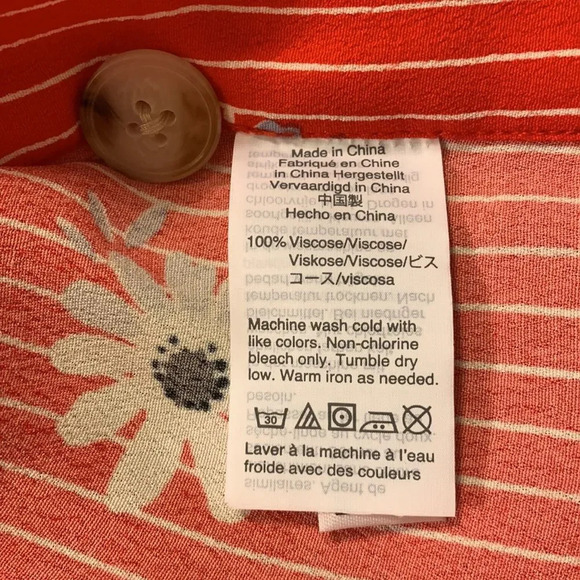 Made in China
Fabriqué en Chine
in China Hergestellt
Vervaardigd in China
中国製
Hecho en China
100% Viscose/Viscose/
Viskose/Viscose/ビス
コース/viscosa
Machine wash cold with
like colors. Non-chlorine
bleach only. Tumble dry
low. Warm iron as needed.
30
Laver à la machine à l'eau
froide avec des couleurs